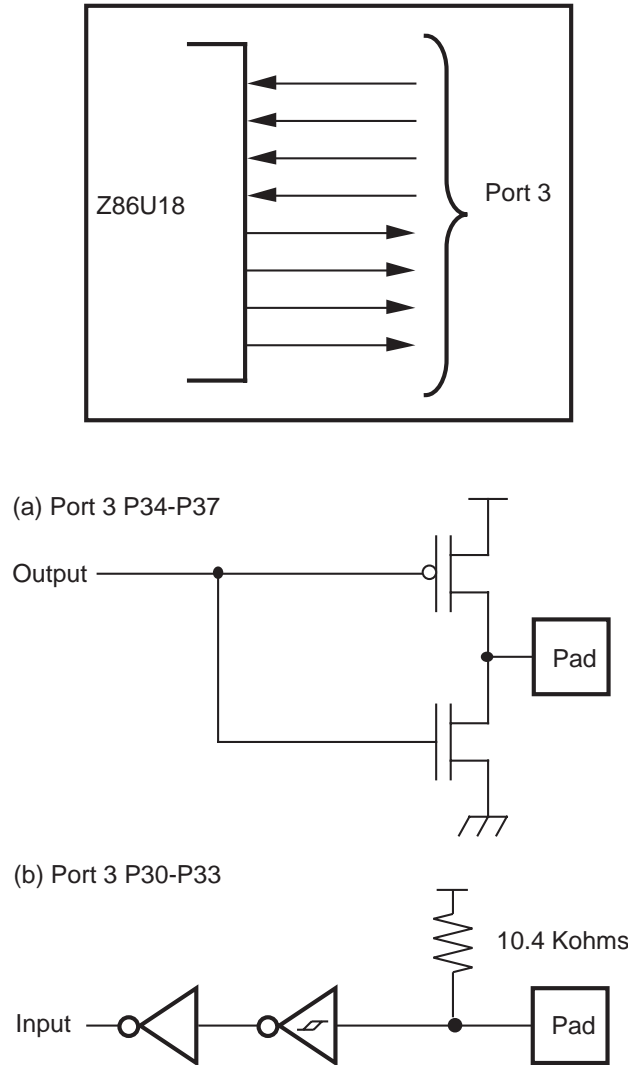 Z86U18
Port 3
(a) Port 3 P34-P37
Output
Pad
(b) Port 3 P30-P33
10.4 Kohms
Input
Pad